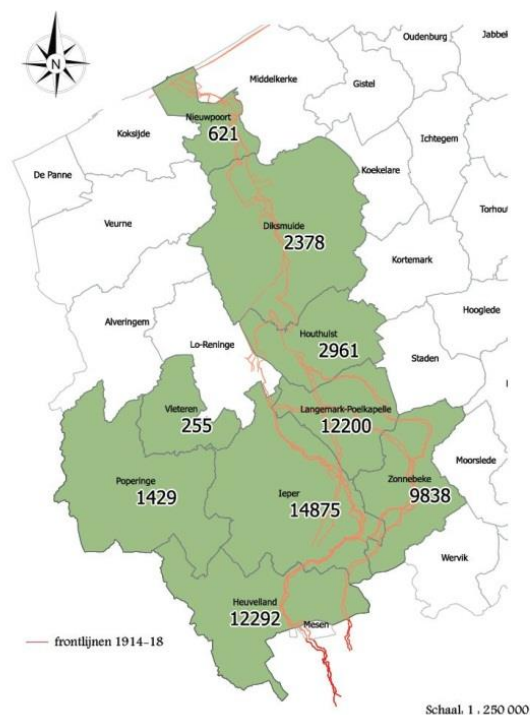 Oudenburg
Jabbel
N
Middelkerke
Gistel
Nieuwpoort
621
Koksijde
Ichtegem
De Panne
Koekelare
Torhout
Veurne
Diksmuide
2378
Kortemark
Hooglede
Alveringem
Houthulst
2961
Lo-Reninge
Staden
Vleteren
255
Langemark-Poelkapelle
12200
Moorslede
Zonnebeke
9838
Poperinge
1429
Ieper
14875
Wervik
Heuvelland
12292
Mesen
frontlijnen 1914-18
Schaal: 1 : 250 000